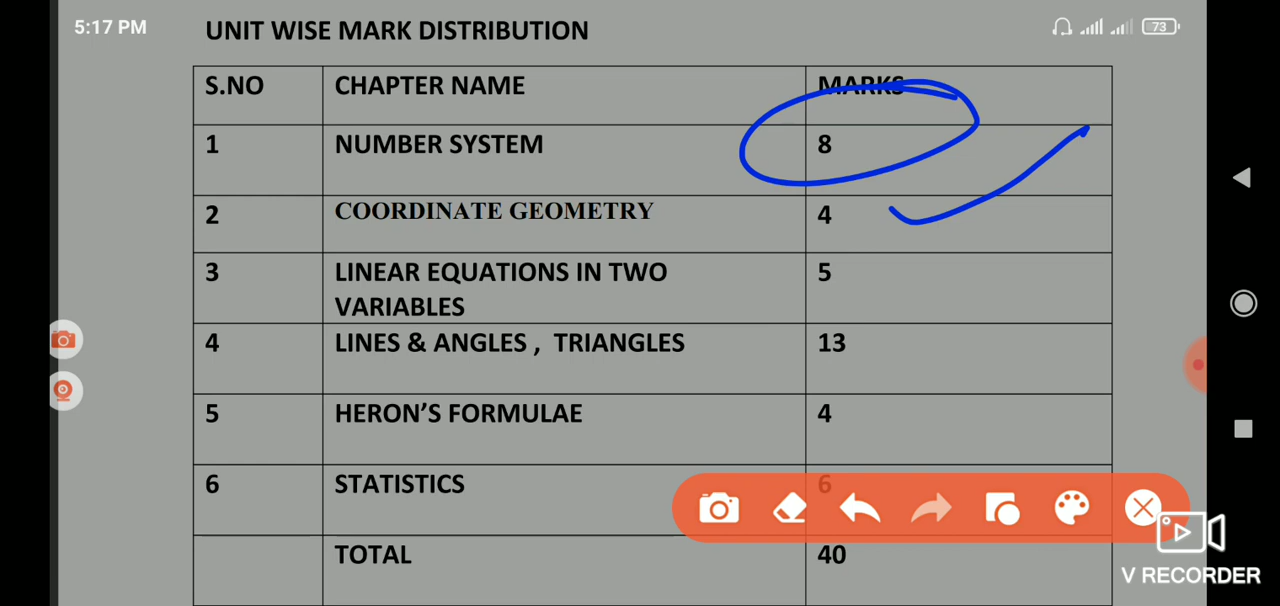 5:17 PM
73
UNIT WISE MARK DISTRIBUTION
S.NO CHAPTER NAME MARKS
1 NUMBER SYSTEM 8
2 COORDINATE GEOMETRY 4
3 LINEAR EQUATIONS IN TWO 5
VARIABLES
4 LINES & ANGLES , TRIANGLES 13
5 HERON’S FORMULAE 4
6 STATISTICS 6
TOTAL 40
V RECORDER